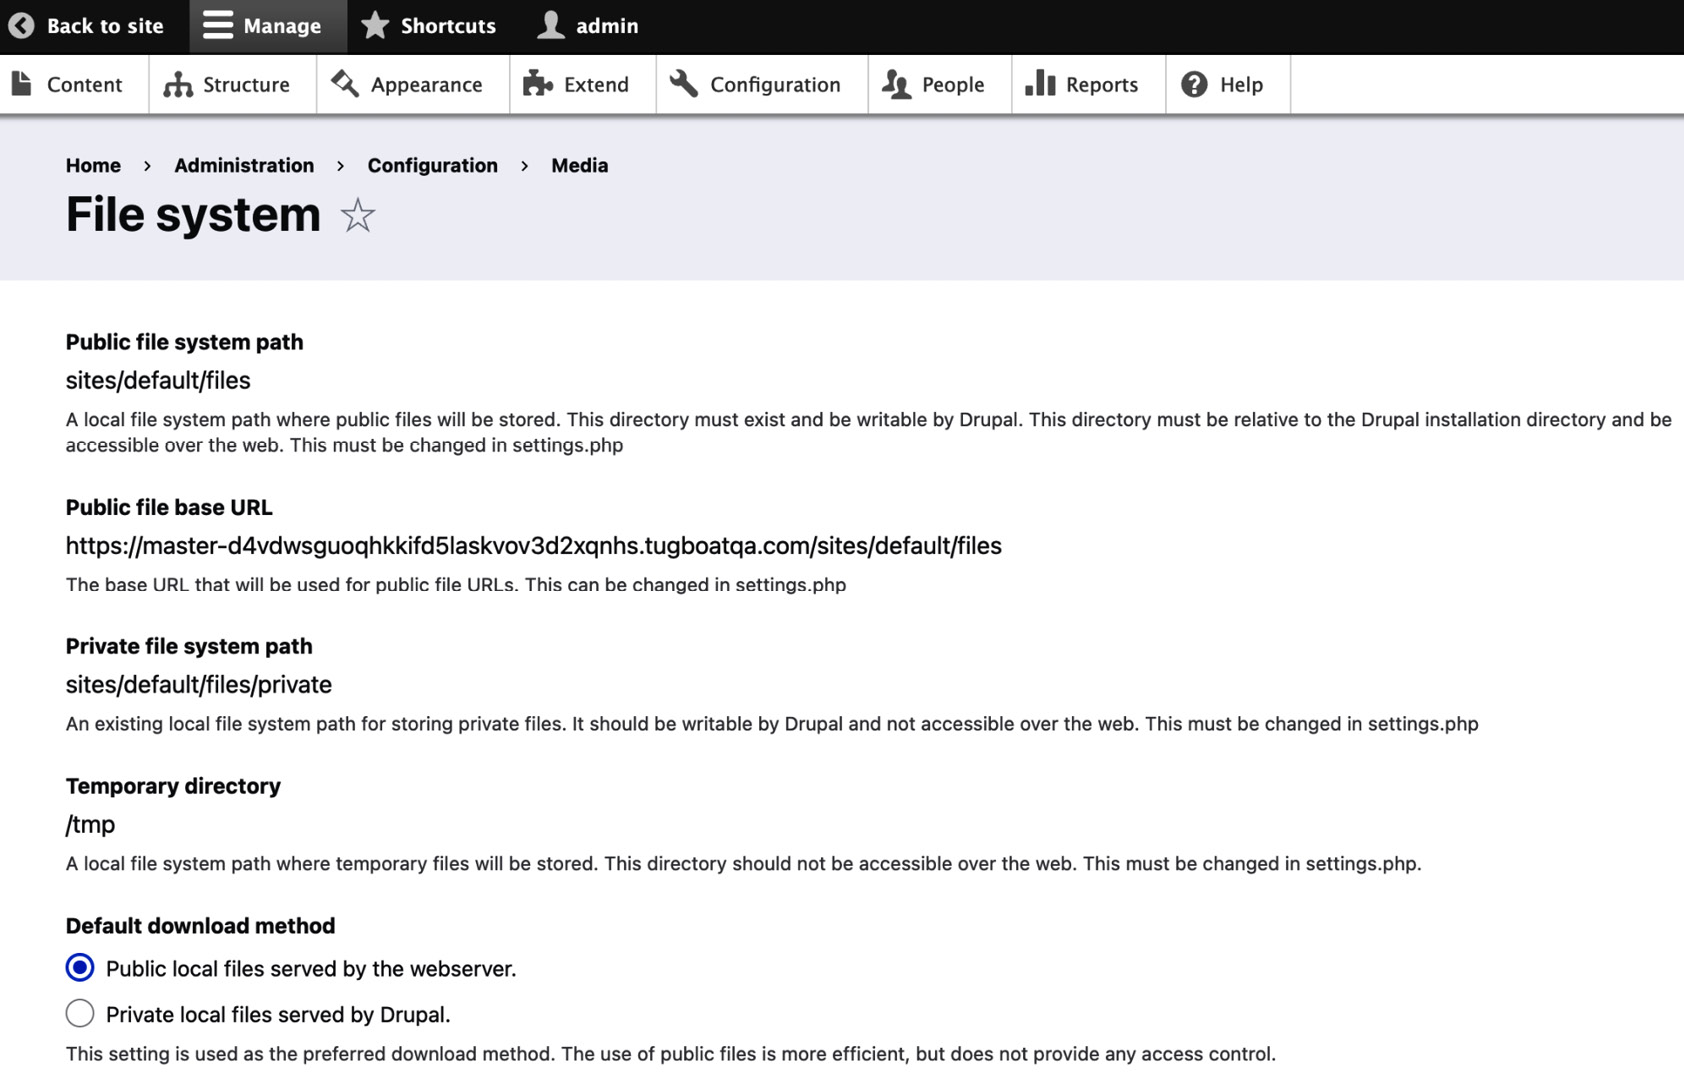 Back to site
Manage
Shortcuts
admin
Content
Structure
Appearance
Extend
Configuration
People
Reports
Help
Home › Administration › Configuration › Media
File system
Public file system path
sites/default/files
A local file system path where public files will be stored. This directory must exist and be writable by Drupal. This directory must be relative to the Drupal installation directory and be
accessible over the web. This must be changed in settings.php
Public file base URL
https://master-d4vdwsguoqhkkifd5laskvov3d2xqnhs.tugboatqa.com/sites/default/files
The base URL that will be used for public file URLs. This can be changed in settings.php
Private file system path
sites/default/files/private
An existing local file system path for storing private files. It should be writable by Drupal and not accessible over the web. This must be changed in settings.php
Temporary directory
/tmp
A local file system path where temporary files will be stored. This directory should not be accessible over the web. This must be changed in settings.php.
Default download method
Public local files served by the webserver.
Private local files served by Drupal.
This setting is used as the preferred download method. The use of public files is more efficient, but does not provide any access control.